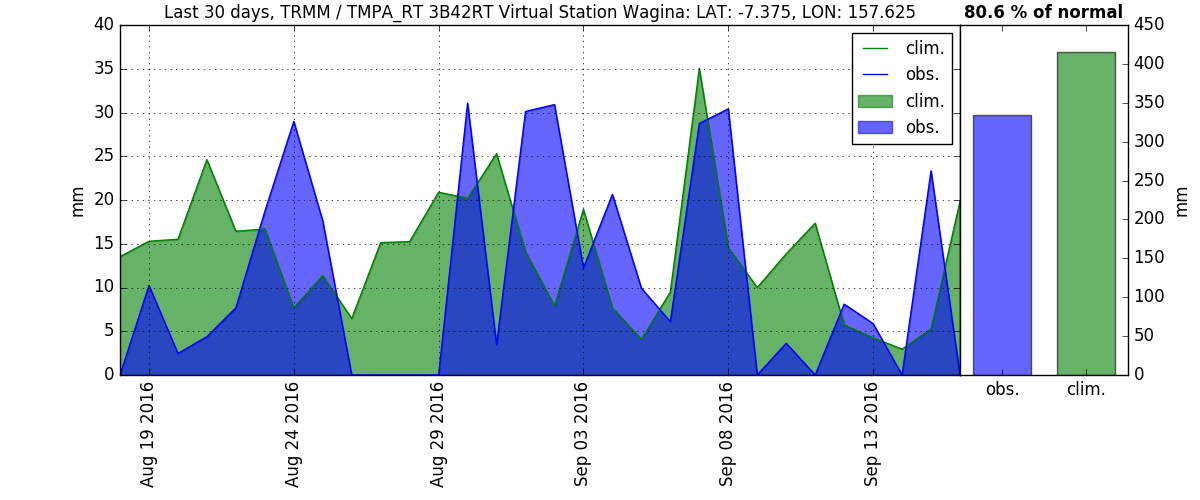 Last 30 days, TRMM / TMPA_RT 3B42RT Virtual Station Wagina: LAT: -7.375, LON: 157.625
80.6 % of normal
40
35
30
25
20
15
10
5
0
mm
clim.
obs.
clim.
obs.
450
400
350
300
250
200
150
100
50
0
mm
Aug 19 2016
Aug 24 2016
Aug 29 2016
Sep 03 2016
Sep 08 2016
Sep 13 2016
obs.
clim.